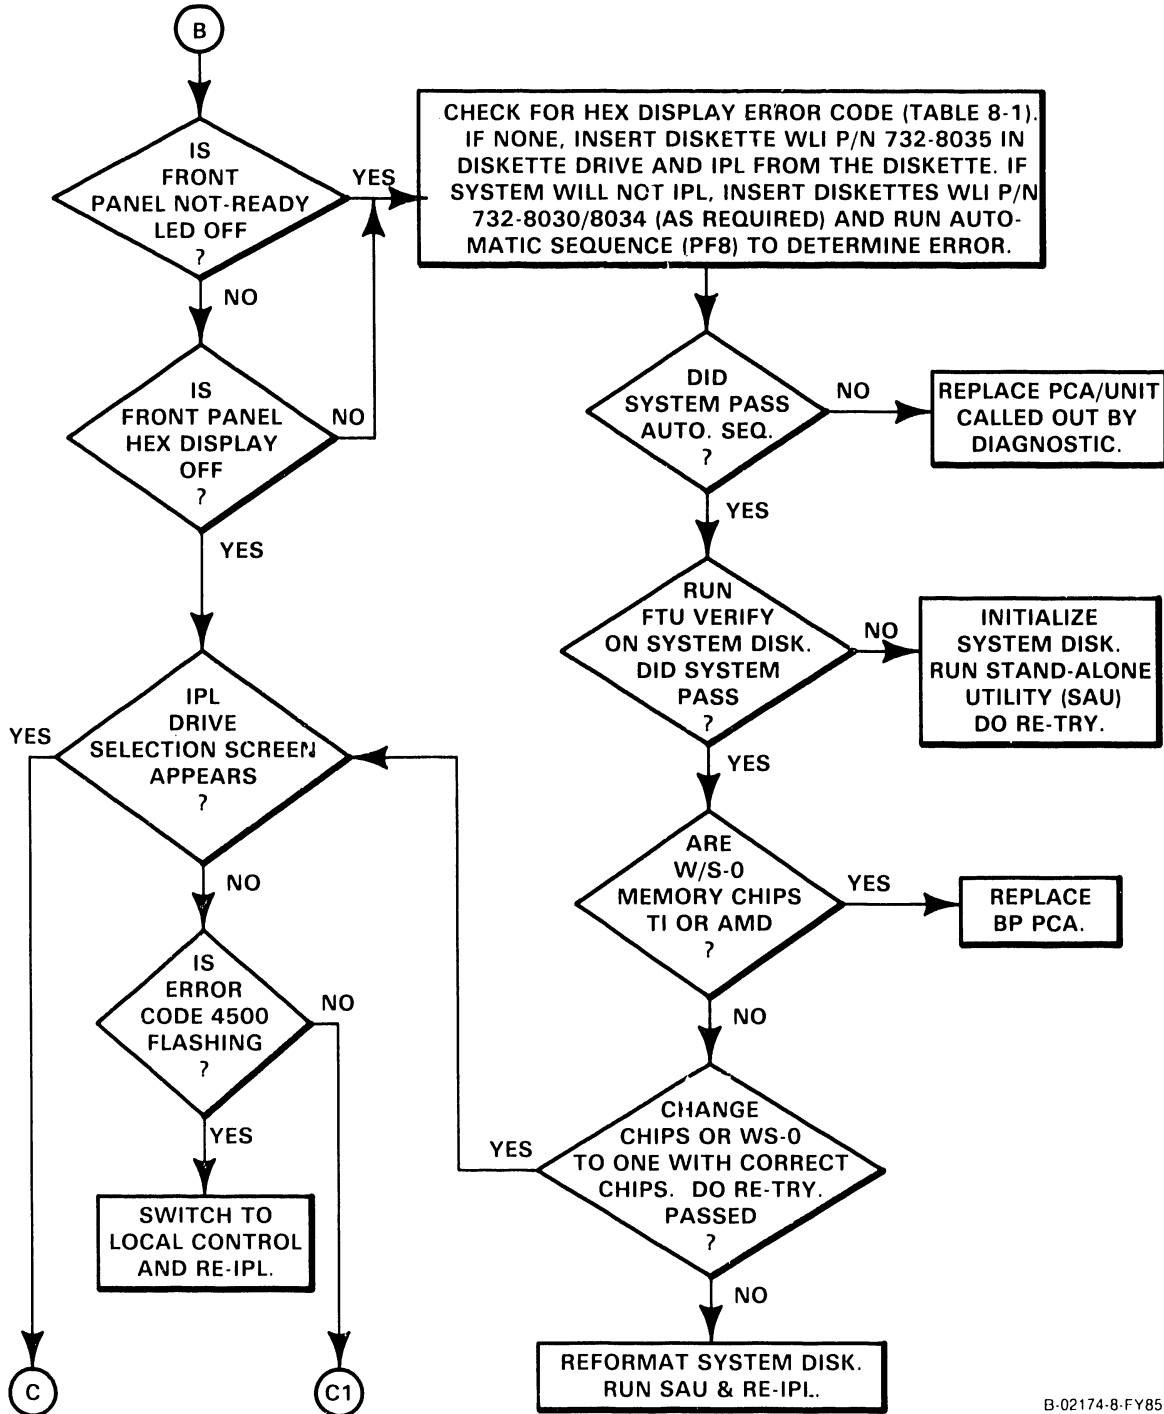 B
IS
FRONT
PANEL NOT-READY
LED OFF
?
YES
NO
CHECK FOR HEX DISPLAY ERROR CODE (TABLE 8-1).
IF NONE, INSERT DISKETTE WLI P/N 732-8035 IN
DISKETTE DRIVE AND IPL FROM THE DISKETTE. IF
SYSTEM WILL NOT IPL, INSERT DISKETTES WLI P/N
732-8030/8034 (AS REQUIRED) AND RUN AUTO-
MATIC SEQUENCE (PF8) TO DETERMINE ERROR.
IS
FRONT PANEL
HEX DISPLAY
OFF
?
NO
YES
DID
SYSTEM PASS
AUTO. SEQ.
?
NO
YES
REPLACE PCA/UNIT
CALLED OUT BY
DIAGNOSTIC.
RUN
FTU VERIFY
ON SYSTEM DISK.
DID SYSTEM
PASS
?
NO
YES
INITIALIZE
SYSTEM DISK.
RUN STAND-ALONE
UTILITY (SAU)
DO RE-TRY.
IPL
DRIVE
SELECTION SCREEN
APPEARS
?
YES
NO
ARE
W/S-0
MEMORY CHIPS
TI OR AMD
?
YES
NO
REPLACE
BP PCA.
IS
ERROR
CODE 4500
FLASHING
?
NO
YES
CHANGE
CHIPS OR WS-0
TO ONE WITH CORRECT
CHIPS. DO RE-TRY.
PASSED
?
YES
NO
SWITCH TO
LOCAL CONTROL
AND RE-IPL.
REFORMAT SYSTEM DISK.
RUN SAU & RE-IPL.
C
C1
B-02174-8-FY85